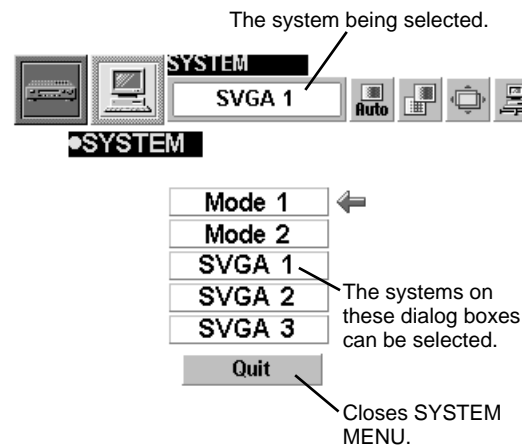 The system being selected.
SYSTEM
SVGA 1
Auto
●SYSTEM
Mode 1
Mode 2
SVGA 1
SVGA 2
SVGA 3
The systems on
these dialog boxes
can be selected.
Quit
Closes SYSTEM
MENU.